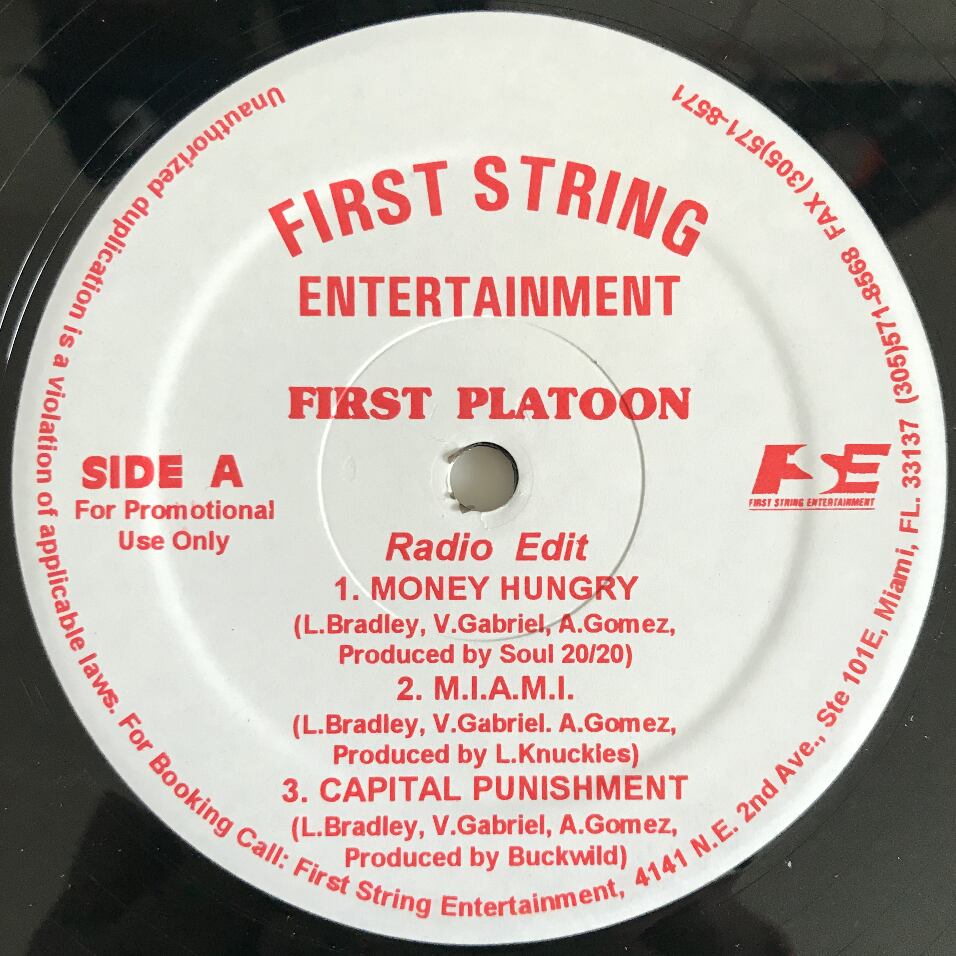 FIRST STRING
ENTERTAINMENT
FIRST PLATOON
SIDE A
For Promotional
Use Only
FSE
FIRST STRING ENTERTAINMENT
Radio Edit
1. MONEY HUNGRY
(L.Bradley, V.Gabriel, A.Gomez,
Produced by Soul 20/20)
2. M.I.A.M.I.
(L.Bradley, V.Gabriel. A.Gomez,
Produced by L.Knuckles)
3. CAPITAL PUNISHMENT
(L.Bradley, V.Gabriel, A.Gomez,
Produced by Buckwild)
Unauthorized duplication is a violation of applicable laws. For Booking Call: First String Entertainment, 4141 N.E. 2nd Ave., Ste 101E, Miami, FL. 33137 (305)571-8568 FAX (305)571-8571